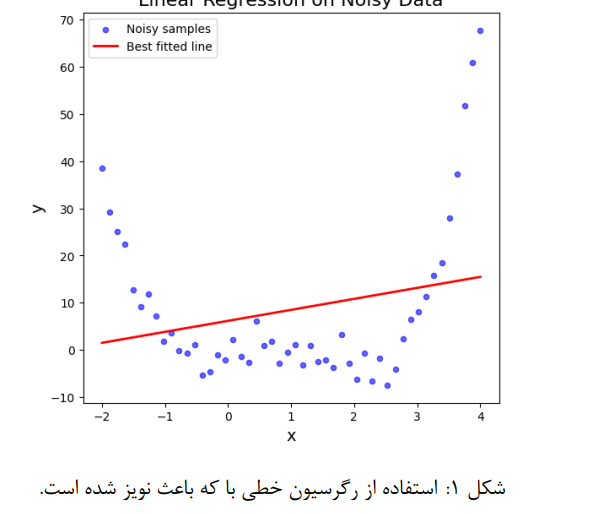 Linear Regression on Noisy Data
Noisy samples
Best fitted line
70
60
50
40
30
20
10
0
−10
y
−2
−1
0
1
2
3
4
x
شکل ۱: استفاده از رگرسیون خطی با که باعث نویز شده است.